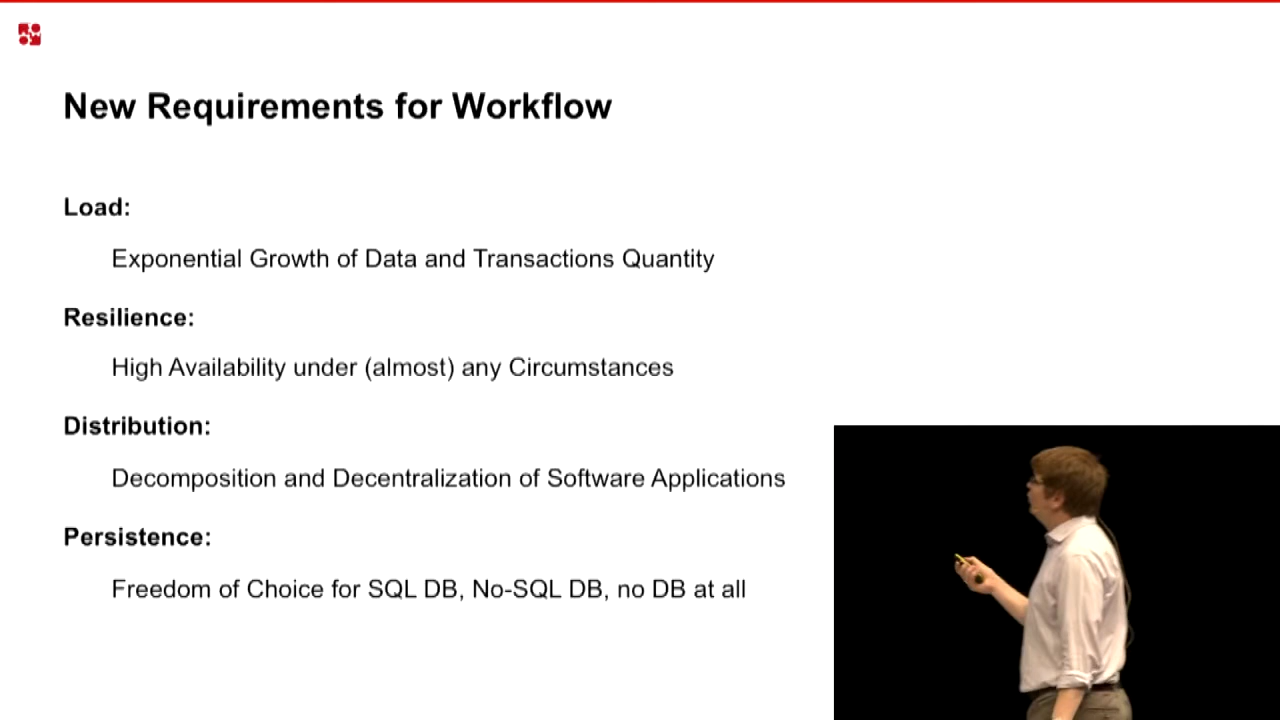 New Requirements for Workflow
Load:
Exponential Growth of Data and Transactions Quantity
Resilience:
High Availability under (almost) any Circumstances
Distribution:
Decomposition and Decentralization of Software Applications
Persistence:
Freedom of Choice for SQL DB, No-SQL DB, no DB at all